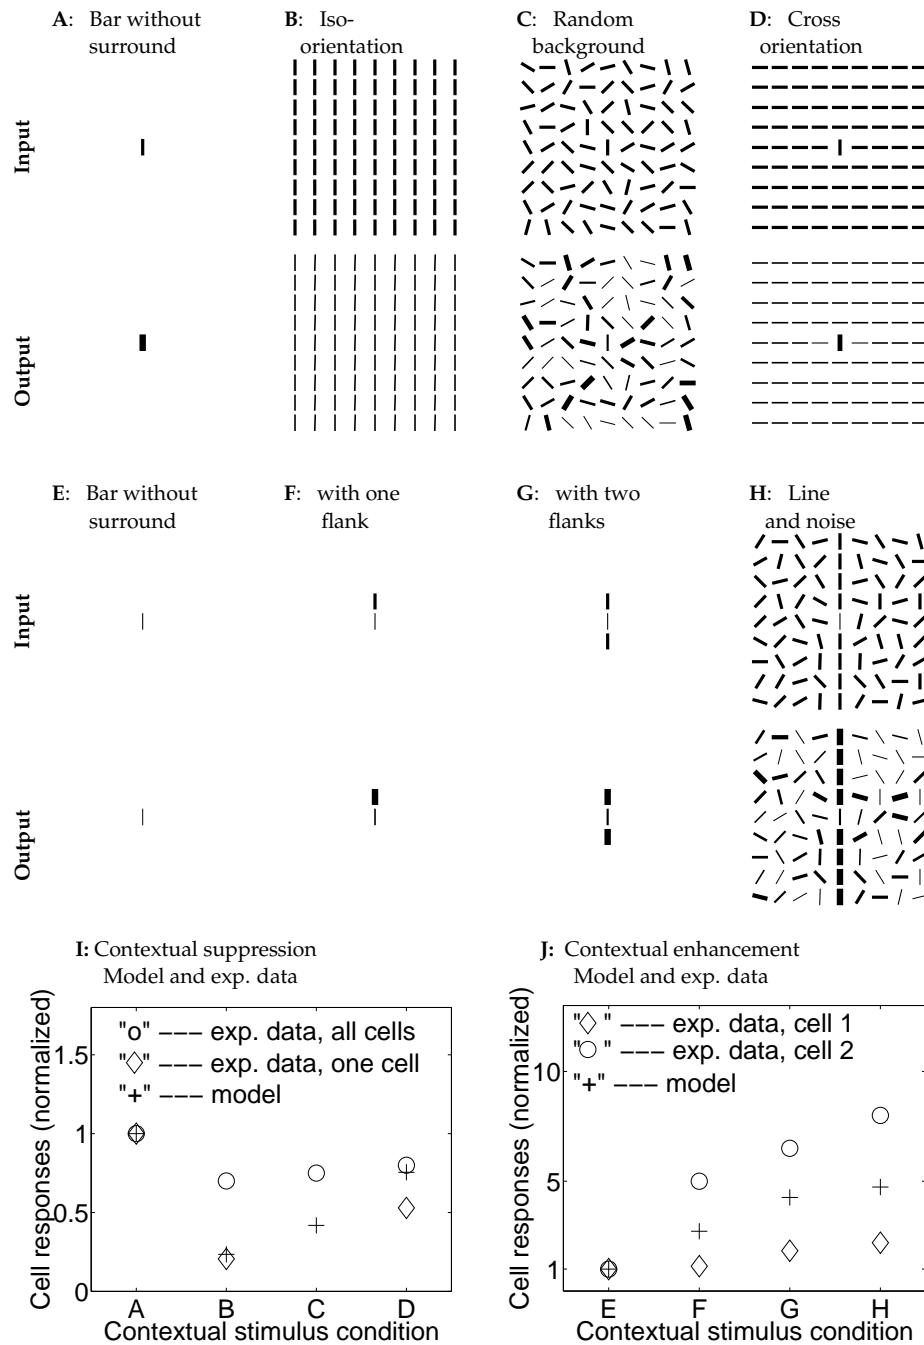 A: Bar without
surround
B: Iso-
orientation
C: Random
background
D: Cross
orientation
Input
Output
E: Bar without
surround
F: with one
flank
G: with two
flanks
H: Line
and noise
Input
Output
I: Contextual suppression
Model and exp. data
"o" ––– exp. data, all cells
"◇" ––– exp. data, one cell
"+" ––– model
1.5
1
0.5
0
Cell responses (normalized)
A B C D
Contextual stimulus condition
J: Contextual enhancement
Model and exp. data
"◇" ––– exp. data, cell 1
"○" ––– exp. data, cell 2
"+" ––– model
10
5
1
Cell responses (normalized)
E F G H
Contextual stimulus condition